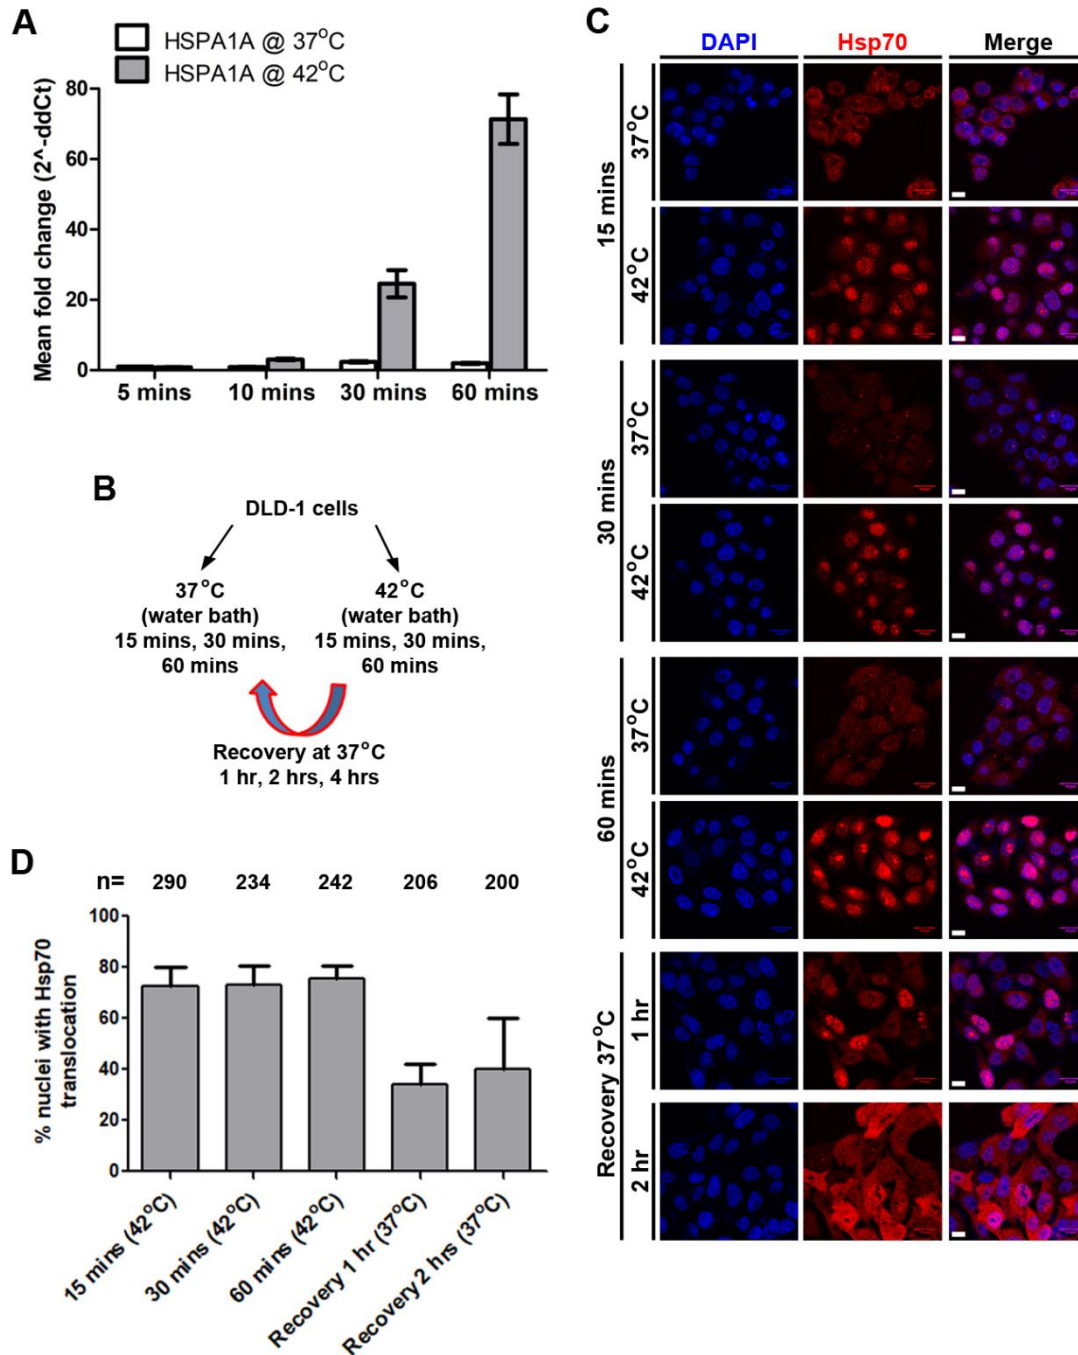 A
HSPA1A @ 37°C
HSPA1A @ 42°C
Mean fold change (2^-ddCt)
80
60
40
20
0
5 mins
10 mins
30 mins
60 mins
B
DLD-1 cells
37°C
(water bath)
15 mins, 30 mins,
60 mins
42°C
(water bath)
15 mins, 30 mins,
60 mins
Recovery at 37°C
1 hr, 2 hrs, 4 hrs
C
DAPI
Hsp70
Merge
15 mins
37°C
42°C
30 mins
37°C
42°C
60 mins
37°C
42°C
Recovery 37°C
1 hr
2 hr
D
n= 290 234 242 206 200
% nuclei with Hsp70
translocation
100
80
60
40
20
0
15 mins (42°C)
30 mins (42°C)
60 mins (42°C)
Recovery 1 hr (37°C)
Recovery 2 hrs (37°C)